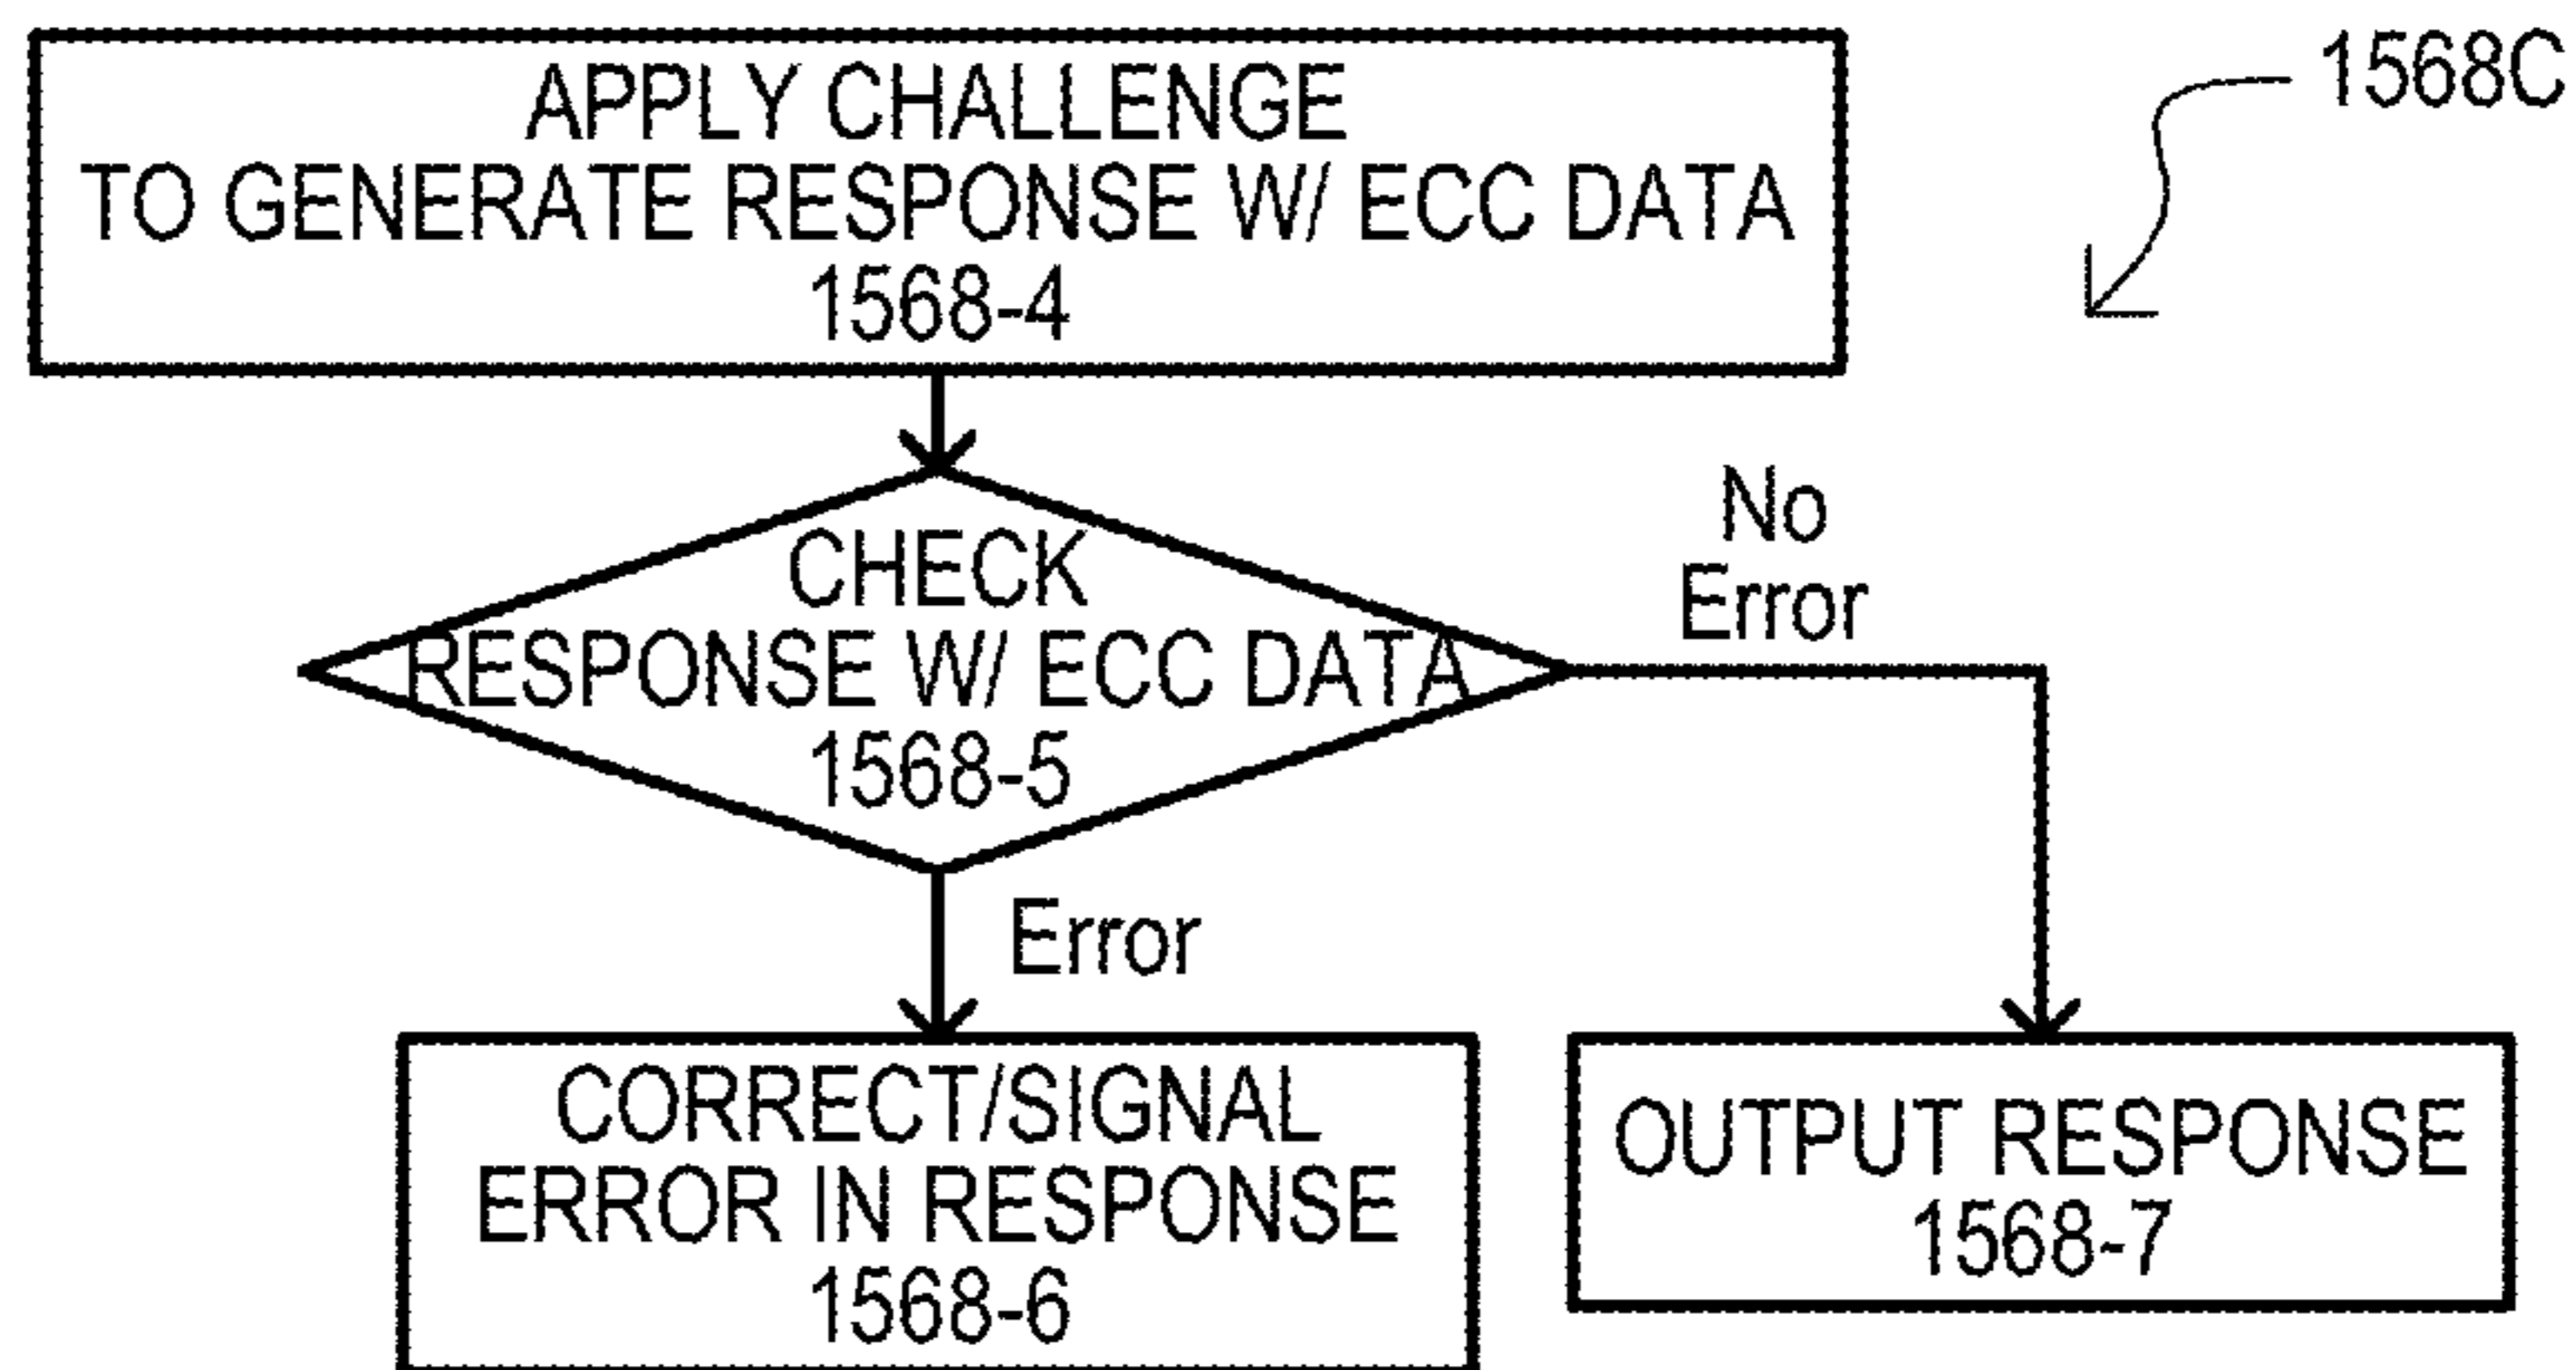 APPLY CHALLENGE
TO GENERATE RESPONSE W/ ECC DATA
1568-4
1568C
CHECK
RESPONSE W/ ECC DATA
1568-5
No
Error
Error
CORRECT/SIGNAL
ERROR IN RESPONSE
1568-6
OUTPUT RESPONSE
1568-7